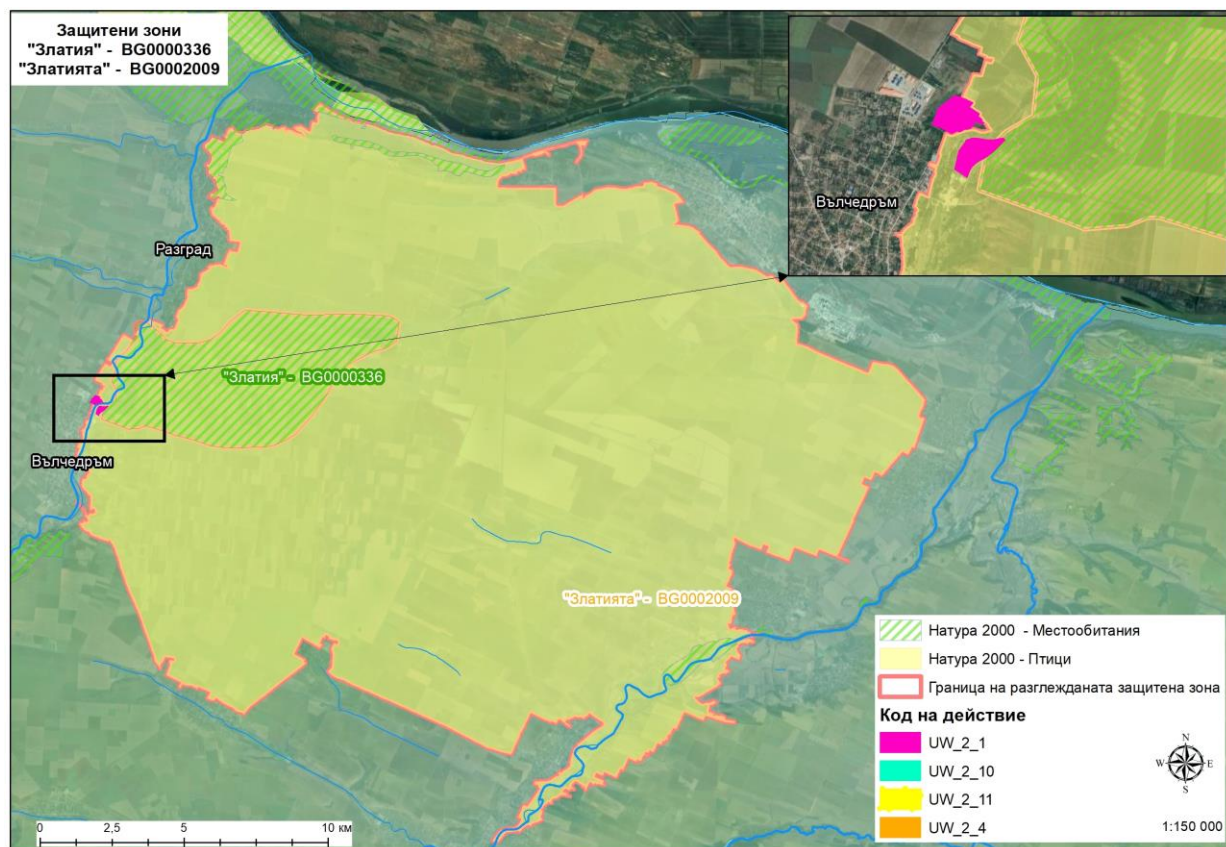 Защитени зони
"Златия" - BG0000336
"Златията" - BG0002009
Вълчедръм
Разград
"Златия" - BG0000336
Вълчедръм
"Златията" - BG0002009
Натура 2000 - Местообитания
Натура 2000 - Птици
Граница на разглежданата защитена зона
Код на действие
UW_2_1
UW_2_10
UW_2_11
UW_2_4
N
W E
S
1:150 000
0 2,5 5 10 км